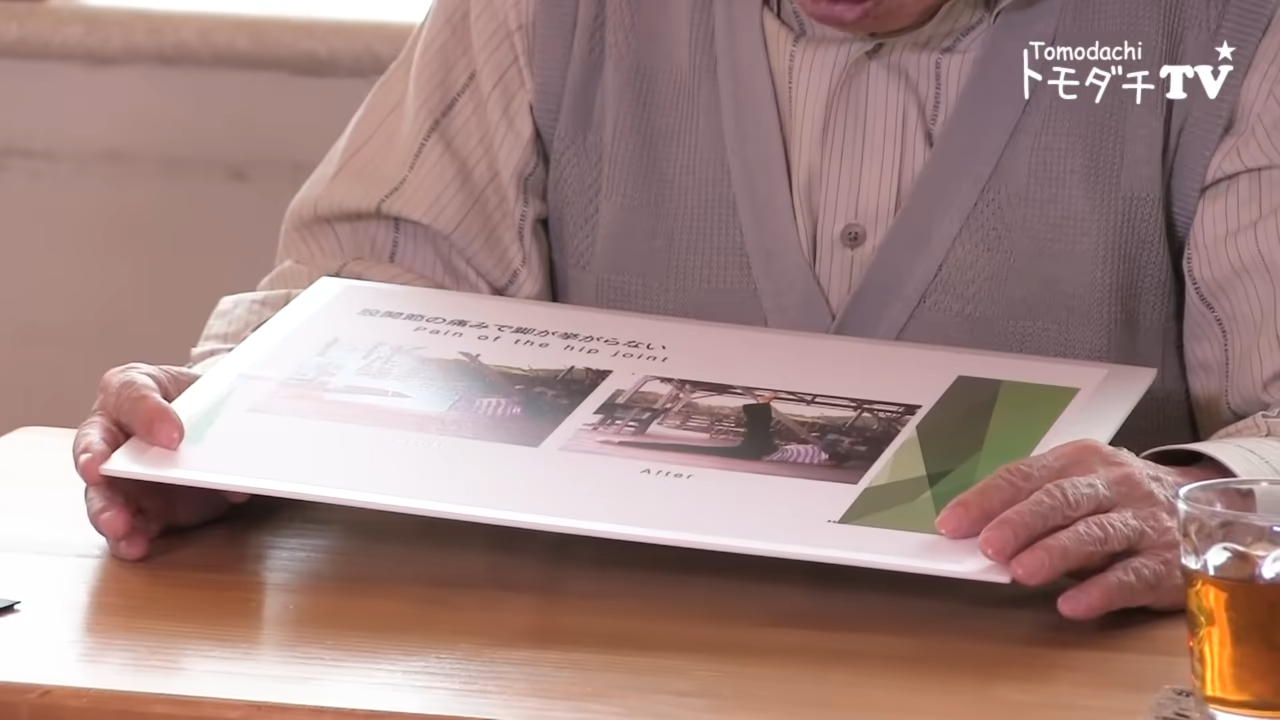 Tomodachi
トモダチTV
股関節の痛みで脚が挙がらない
Pain of the hip joint
After